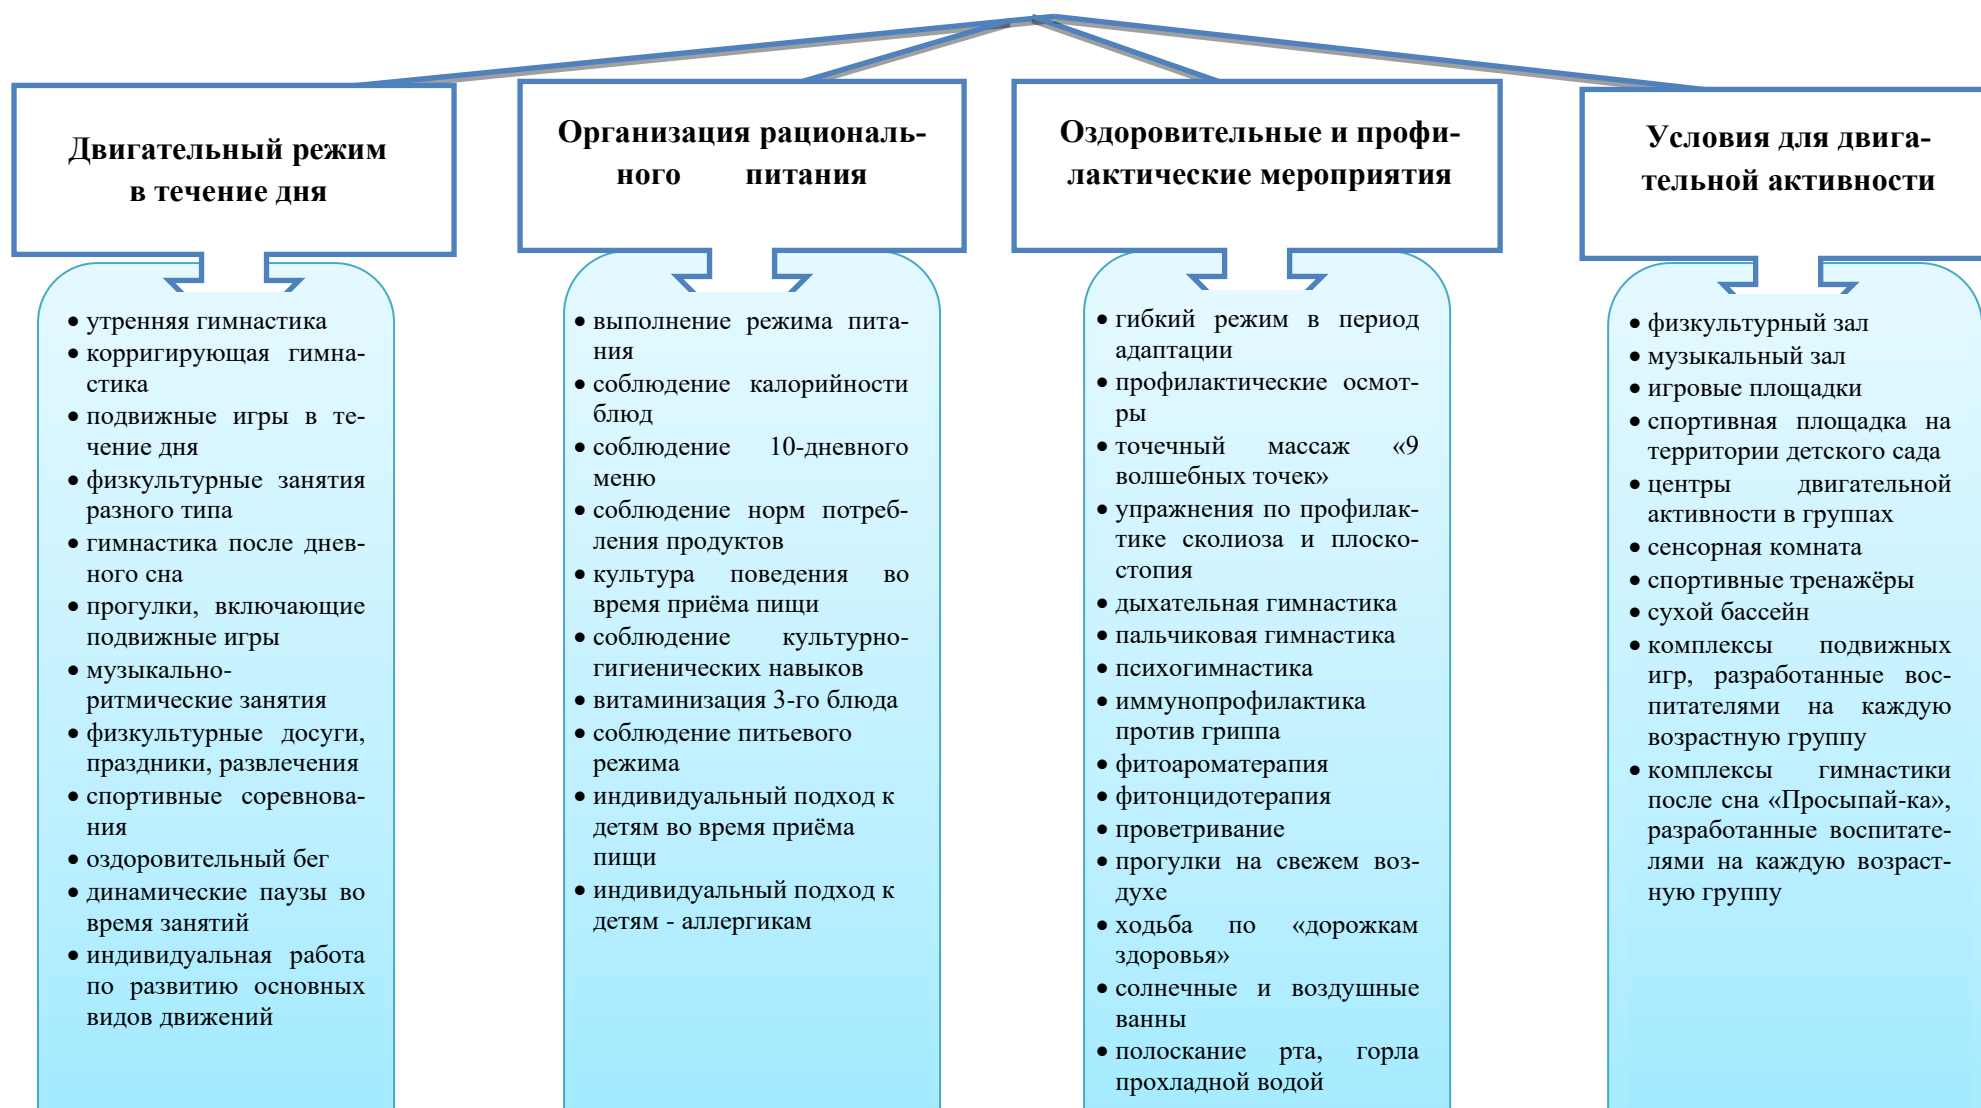 Двигательный режим
в течение дня
• утренняя гимнастика
• корригирующая гимна-
стика
• подвижные игры в те-
чение дня
• физкультурные занятия
разного типа
• гимнастика после днев-
ного сна
• прогулки, включающие
подвижные игры
• музыкально-
ритмические занятия
• физкультурные досуги,
праздники, развлечения
• спортивные соревнова-
ния
• оздоровительный бег
• динамические паузы во
время занятий
• индивидуальная работа
по развитию основных
видов движений
Организация рациональ-
ного питания
• выполнение режима пита-
ния
• соблюдение калорийности
блюд
• соблюдение 10-дневного
меню
• соблюдение норм потреб-
ления продуктов
• культура поведения во
время приёма пищи
• соблюдение культурно-
гигиенических навыков
• витаминизация 3-го блюда
• соблюдение питьевого
режима
• индивидуальный подход к
детям во время приёма
пищи
• индивидуальный подход к
детям - аллергикам
Оздоровительные и профи-
лактические мероприятия
• гибкий режим в период
адаптации
• профилактические осмот-
ры
• точечный массаж «9
волшебных точек»
• упражнения по профилак-
тике сколиоза и плоско-
стопия
• дыхательная гимнастика
• пальчиковая гимнастика
• психогимнастика
• иммунопрофилактика
против гриппа
• фитоароматерапия
• фитонцидотерапия
• проветривание
• прогулки на свежем воз-
духе
• ходьба по «дорожкам
здоровья»
• солнечные и воздушные
ванны
• полоскание рта, горла
прохладной водой
Условия для двига-
тельной активности
• физкультурный зал
• музыкальный зал
• игровые площадки
• спортивная площадка на
территории детского сада
• центры двигательной
активности в группах
• сенсорная комната
• спортивные тренажёры
• сухой бассейн
• комплексы подвижных
игр, разработанные вос-
питателями на каждую
возрастную группу
• комплексы гимнастики
после сна «Просыпай-ка»,
разработанные воспитате-
лями на каждую возраст-
ную группу